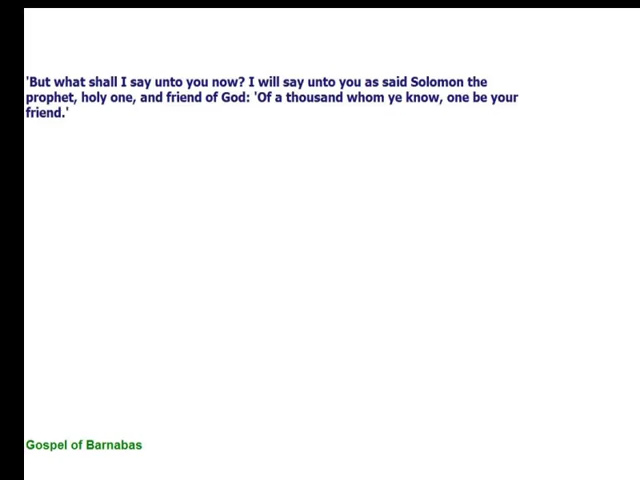 'But what shall I say unto you now? I will say unto you as said Solomon the
prophet, holy one, and friend of God: 'Of a thousand whom ye know, one be your
friend.'
Gospel of Barnabas